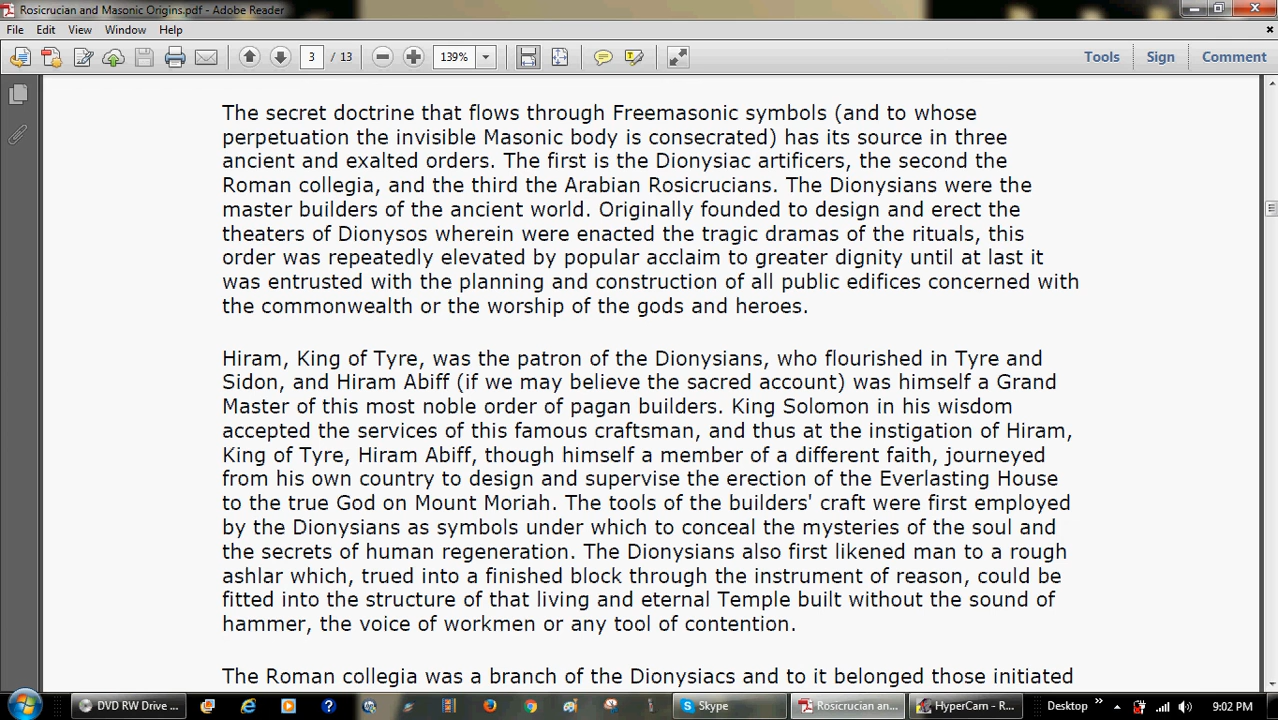 Rosicrucian and Masonic Origins.pdf - Adobe Reader
File Edit View Window Help
3 / 13 139% Tools Sign Comment
The secret doctrine that flows through Freemasonic symbols (and to whose
perpetuation the invisible Masonic body is consecrated) has its source in three
ancient and exalted orders. The first is the Dionysiac artificers, the second the
Roman collegia, and the third the Arabian Rosicrucians. The Dionysians were the
master builders of the ancient world. Originally founded to design and erect the
theaters of Dionysos wherein were enacted the tragic dramas of the rituals, this
order was repeatedly elevated by popular acclaim to greater dignity until at last it
was entrusted with the planning and construction of all public edifices concerned with
the commonwealth or the worship of the gods and heroes.
Hiram, King of Tyre, was the patron of the Dionysians, who flourished in Tyre and
Sidon, and Hiram Abiff (if we may believe the sacred account) was himself a Grand
Master of this most noble order of pagan builders. King Solomon in his wisdom
accepted the services of this famous craftsman, and thus at the instigation of Hiram,
King of Tyre, Hiram Abiff, though himself a member of a different faith, journeyed
from his own country to design and supervise the erection of the Everlasting House
to the true God on Mount Moriah. The tools of the builders' craft were first employed
by the Dionysians as symbols under which to conceal the mysteries of the soul and
the secrets of human regeneration. The Dionysians also first likened man to a rough
ashlar which, trued into a finished block through the instrument of reason, could be
fitted into the structure of that living and eternal Temple built without the sound of
hammer, the voice of workmen or any tool of contention.
The Roman collegia was a branch of the Dionysiacs and to it belonged those initiated
DVD RW Drive ... Skype Rosicrucian an... HyperCam - R... Desktop » 9:02 PM